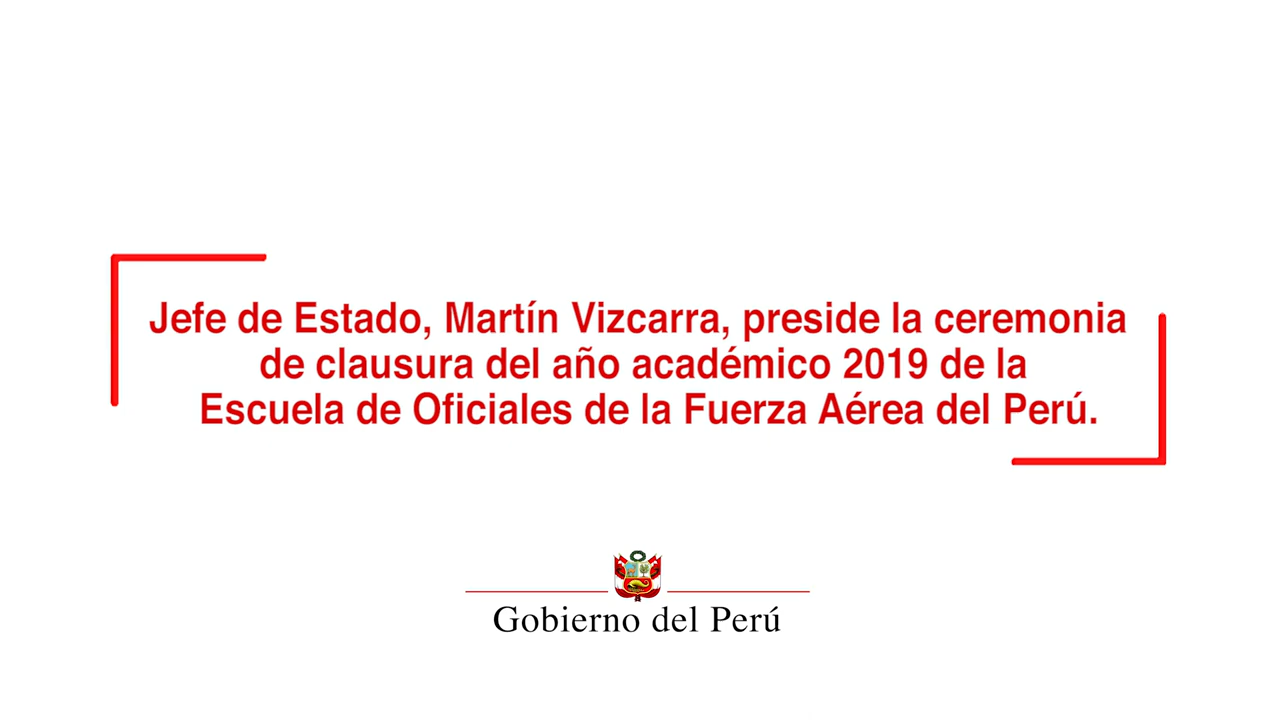 Jefe de Estado, Martín Vizcarra, preside la ceremonia
de clausura del año académico 2019 de la
Escuela de Oficiales de la Fuerza Aérea del Perú.
Gobierno del Perú